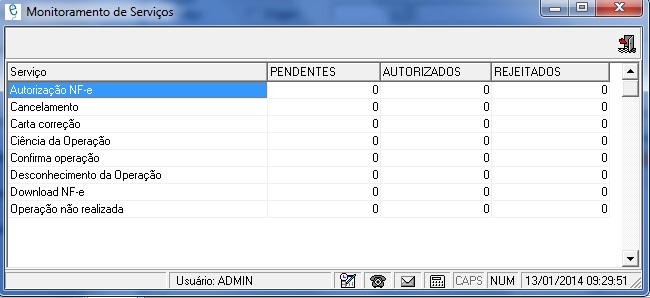 Monitoramento de Serviços
Serviço PENDENTES AUTORIZADOS REJEITADOS
Autorização NF-e 0 0 0
Cancelamento 0 0 0
Carta correção 0 0 0
Ciência da Operação 0 0 0
Confirma operação 0 0 0
Desconhecimento da Operação 0 0 0
Download NF-e 0 0 0
Operação não realizada 0 0 0
Usuário: ADMIN CAPS NUM 13/01/2014 09:29:51